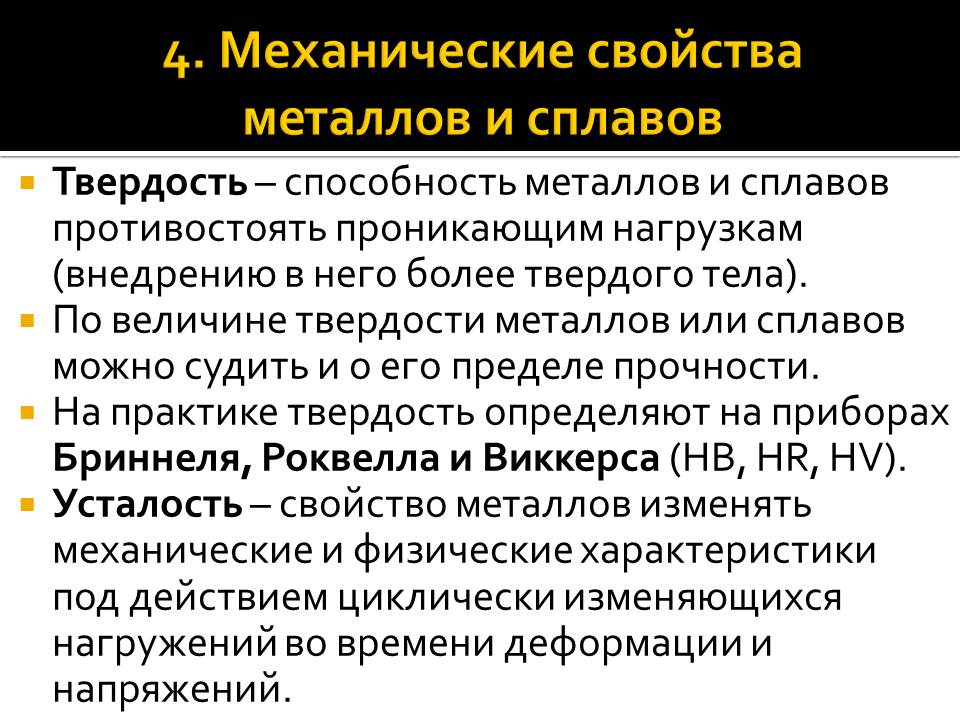 4. Механические свойства
металлов и сплавов
Твердость – способность металлов и сплавов
противостоять проникающим нагрузкам
(внедрению в него более твердого тела).
По величине твердости металлов или сплавов
можно судить и о его пределе прочности.
На практике твердость определяют на приборах
Бриннеля, Роквелла и Виккерса (HB, HR, HV).
Усталость – свойство металлов изменять
механические и физические характеристики
под действием циклически изменяющихся
нагружений во времени деформации и
напряжений.